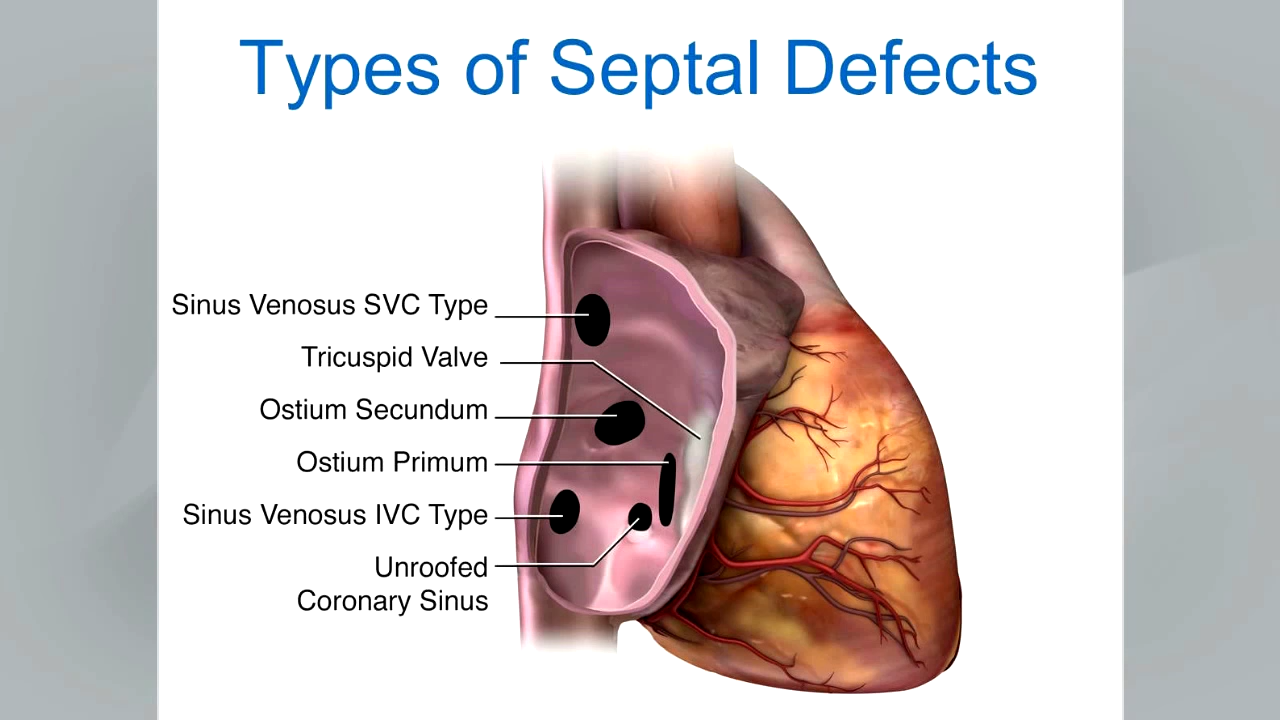 Types of Septal Defects
Sinus Venosus SVC Type
Tricuspid Valve
Ostium Secundum
Ostium Primum
Sinus Venosus IVC Type
Unroofed
Coronary Sinus